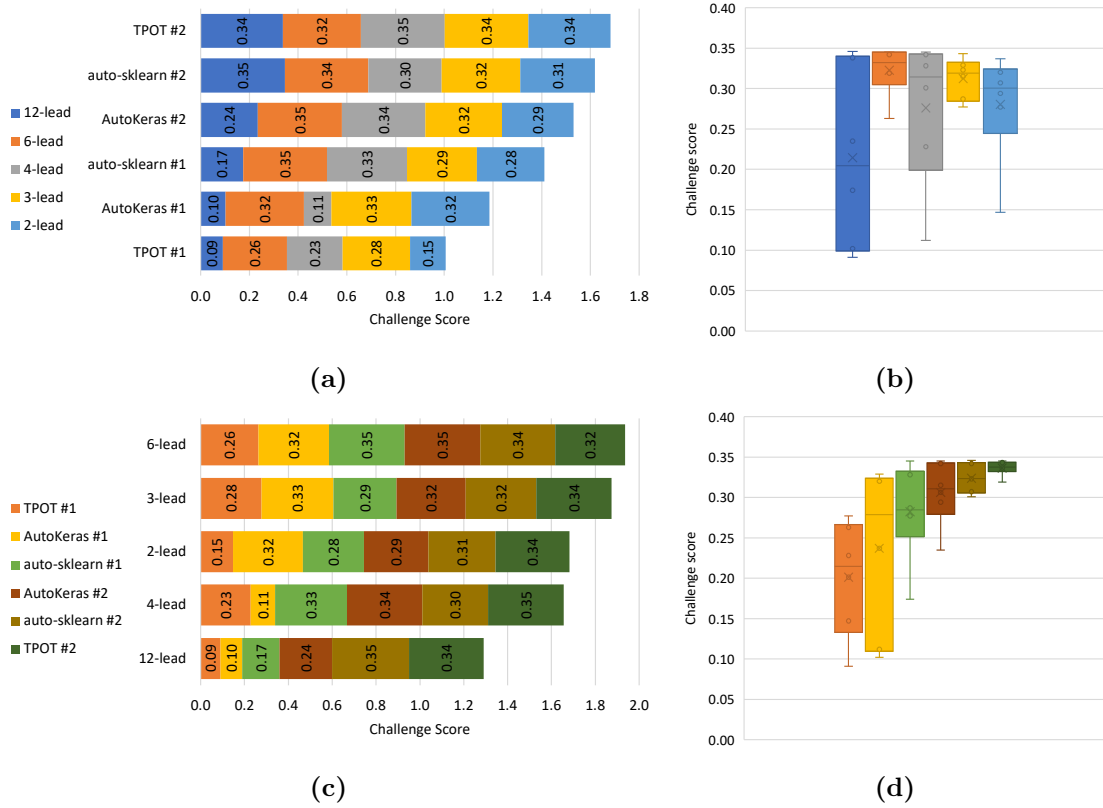 TPOT #2 0.34 0.32 0.35 0.34 0.34
auto-sklearn #2 0.35 0.34 0.30 0.32 0.31
AutoKeras #2 0.24 0.35 0.34 0.32 0.29
auto-sklearn #1 0.17 0.35 0.33 0.29 0.28
AutoKeras #1 0.10 0.32 0.11 0.33 0.32
TPOT #1 0.09 0.26 0.23 0.28 0.15
0.0 0.2 0.4 0.6 0.8 1.0 1.2 1.4 1.6 1.8
Challenge Score
12-lead
6-lead
4-lead
3-lead
2-lead
(a)
0.40
0.35
0.30
0.25
0.20
0.15
0.10
0.05
0.00
Challenge score
(b)
6-lead 0.26 0.32 0.35 0.35 0.34 0.32
3-lead 0.28 0.33 0.29 0.32 0.32 0.34
2-lead 0.15 0.32 0.28 0.29 0.31 0.34
4-lead 0.23 0.11 0.33 0.34 0.30 0.35
12-lead 0.09 0.10 0.17 0.24 0.35 0.34
0.0 0.2 0.4 0.6 0.8 1.0 1.2 1.4 1.6 1.8 2.0
Challenge Score
TPOT #1
AutoKeras #1
auto-sklearn #1
AutoKeras #2
auto-sklearn #2
TPOT #2
(c)
0.40
0.35
0.30
0.25
0.20
0.15
0.10
0.05
0.00
Challenge score
(d)